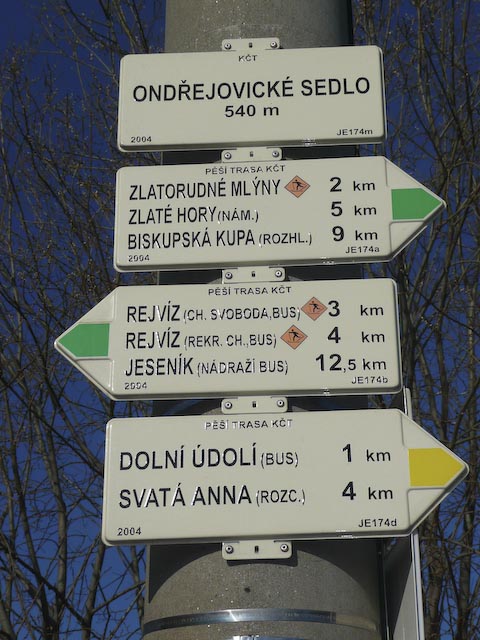 KČT
ONDŘEJOVICKÉ SEDLO
540 m
2004 JE174m
PĚŠÍ TRASA KČT
ZLATORUDNÉ MLÝNY 2 km
ZLATÉ HORY (NÁM.) 5 km
BISKUPSKÁ KUPA (ROZHL.) 9 km
2004 JE174a
PĚŠÍ TRASA KČT
REJVÍZ (CH. SVOBODA,BUS) 3 km
REJVÍZ (REKR. CH.,BUS) 4 km
JESENÍK (NÁDRAŽÍ BUS) 12,5 km
2004 JE174b
PĚŠÍ TRASA KČT
DOLNÍ ÚDOLÍ (BUS) 1 km
SVATÁ ANNA (ROZC.) 4 km
2004 JE174d